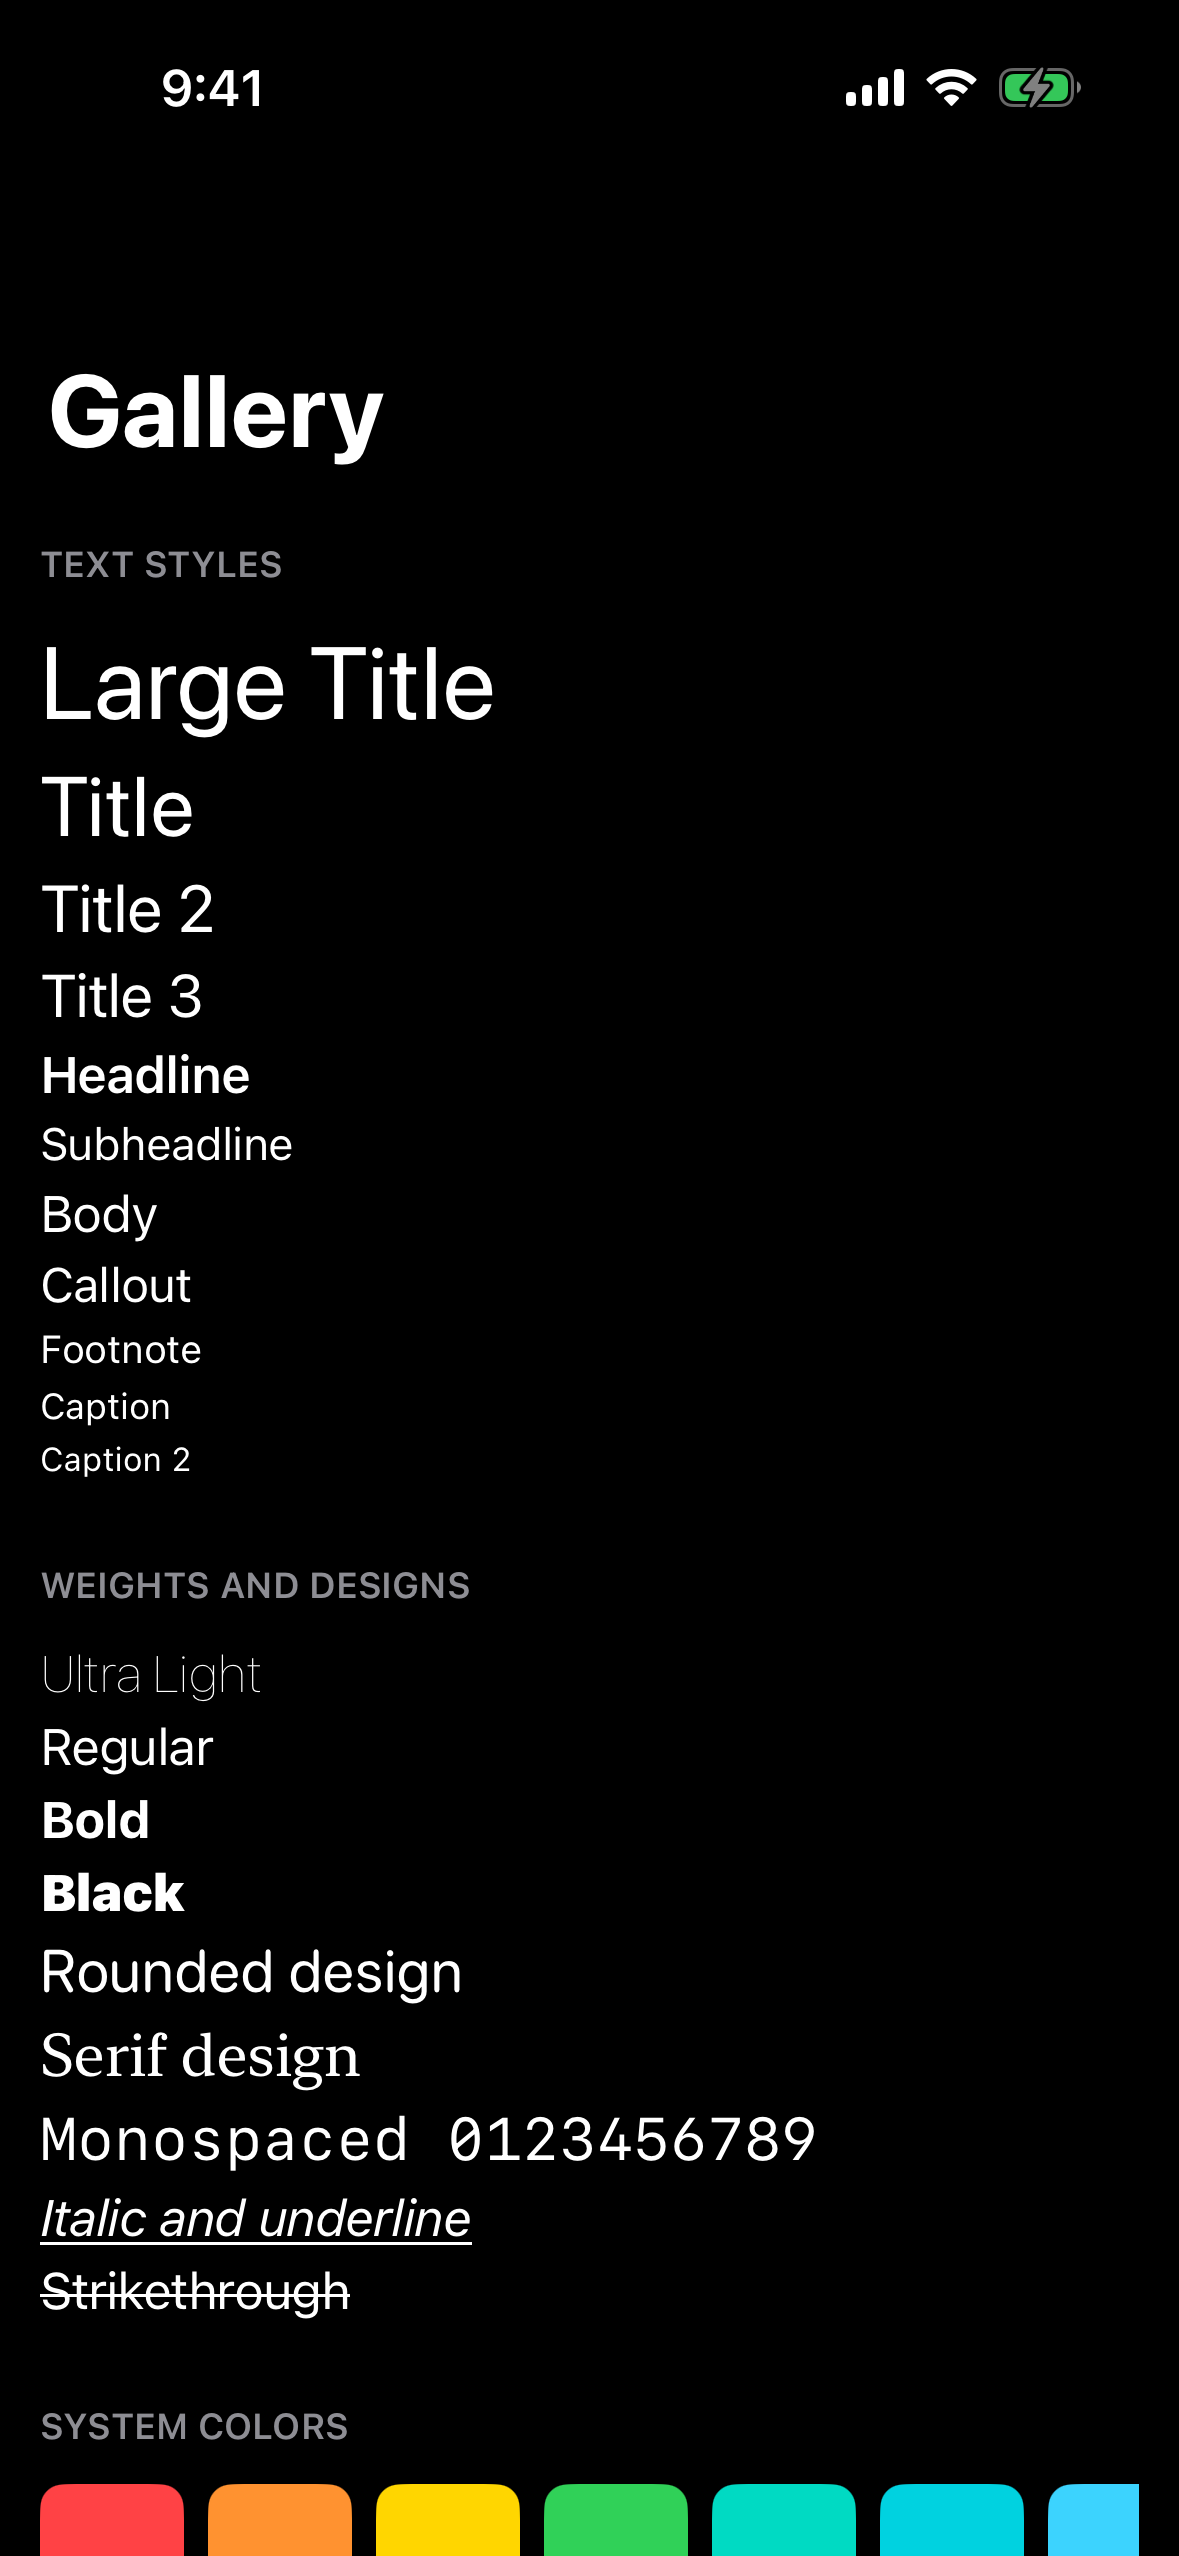 9:41
Gallery
TEXT STYLES
Large Title
Title
Title 2
Title 3
Headline
Subheadline
Body
Callout
Footnote
Caption
Caption 2
WEIGHTS AND DESIGNS
Ultra Light
Regular
Bold
Black
Rounded design
Serif design
Monospaced 0123456789
Italic and underline
Strikethrough
SYSTEM COLORS